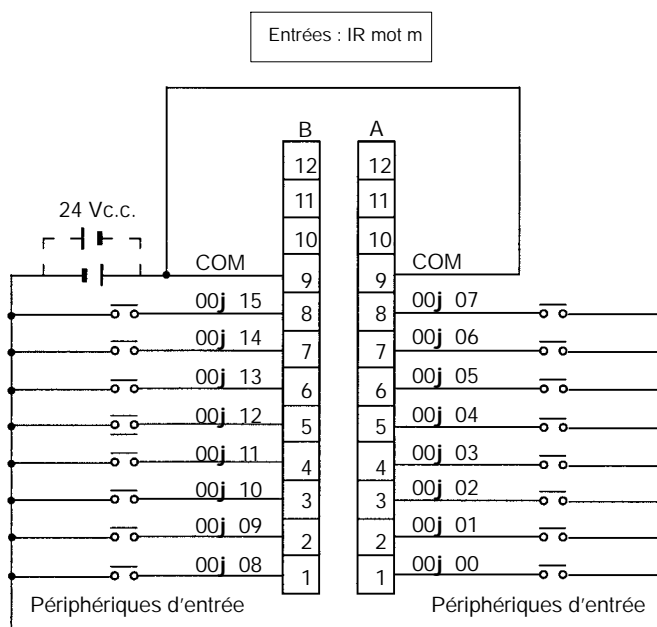 Entrées : IR mot m
B A
12 12
11 11
24 Vc.c.
10 10
COM 9 9 COM
00j 15 8 8 00j 07
00j 14 7 7 00j 06
00j 13 6 6 00j 05
00j 12 5 5 00j 04
00j 11 4 4 00j 03
00j 10 3 3 00j 02
00j 09 2 2 00j 01
00j 08 1 1 00j 00
Périphériques d'entrée Périphériques d'entrée